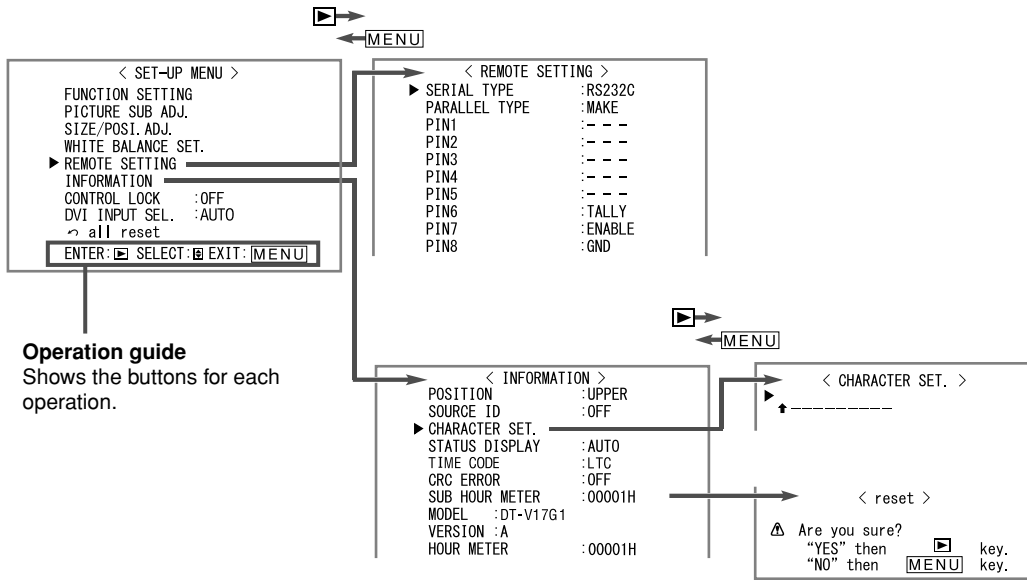 MENU
< SET-UP MENU >
FUNCTION SETTING
PICTURE SUB ADJ.
SIZE/POSI.ADJ.
WHITE BALANCE SET.
▶ REMOTE SETTING
INFORMATION
CONTROL LOCK :OFF
DVI INPUT SEL. :AUTO
all reset
ENTER: ▶ SELECT: EXIT: MENU
Operation guide
Shows the buttons for each
operation.
< REMOTE SETTING >
▶ SERIAL TYPE :RS232C
PARALLEL TYPE :MAKE
PIN1 :– – –
PIN2 :– – –
PIN3 :– – –
PIN4 :– – –
PIN5 :– – –
PIN6 :TALLY
PIN7 :ENABLE
PIN8 :GND
MENU
< INFORMATION >
POSITION :UPPER
SOURCE ID :OFF
▶ CHARACTER SET.
STATUS DISPLAY :AUTO
TIME CODE :LTC
CRC ERROR :OFF
SUB HOUR METER :00001H
MODEL :DT-V17G1
VERSION :A
HOUR METER :00001H
< CHARACTER SET. >
▶
⬆ – – – – – – – – – –
< reset >
⚠ Are you sure?
“YES” then ▶ key.
“NO” then MENU key.